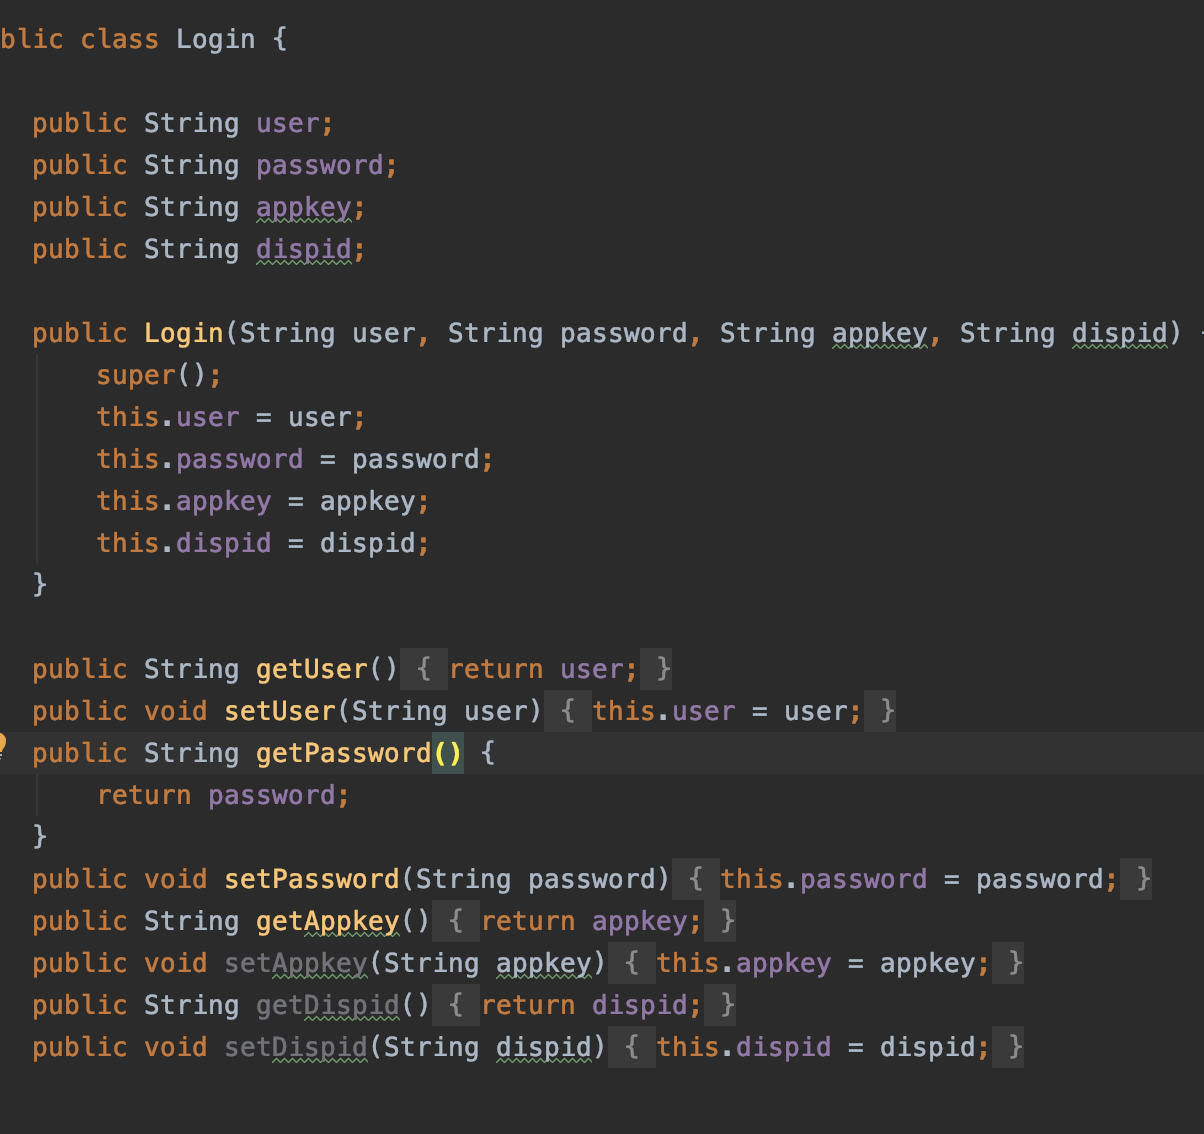 blic class Login {
public String user;
public String password;
public String appkey;
public String dispid;
public Login(String user, String password, String appkey, String dispid)
super();
this.user = user;
this.password = password;
this.appkey = appkey;
this.dispid = dispid;
}
public String getUser() { return user; }
public void setUser(String user) { this.user = user; }
public String getPassword() {
return password;
}
public void setPassword(String password) { this.password = password; }
public String getAppkey() { return appkey; }
public void setAppkey(String appkey) { this.appkey = appkey; }
public String getDispid() { return dispid; }
public void setDispid(String dispid) { this.dispid = dispid; }